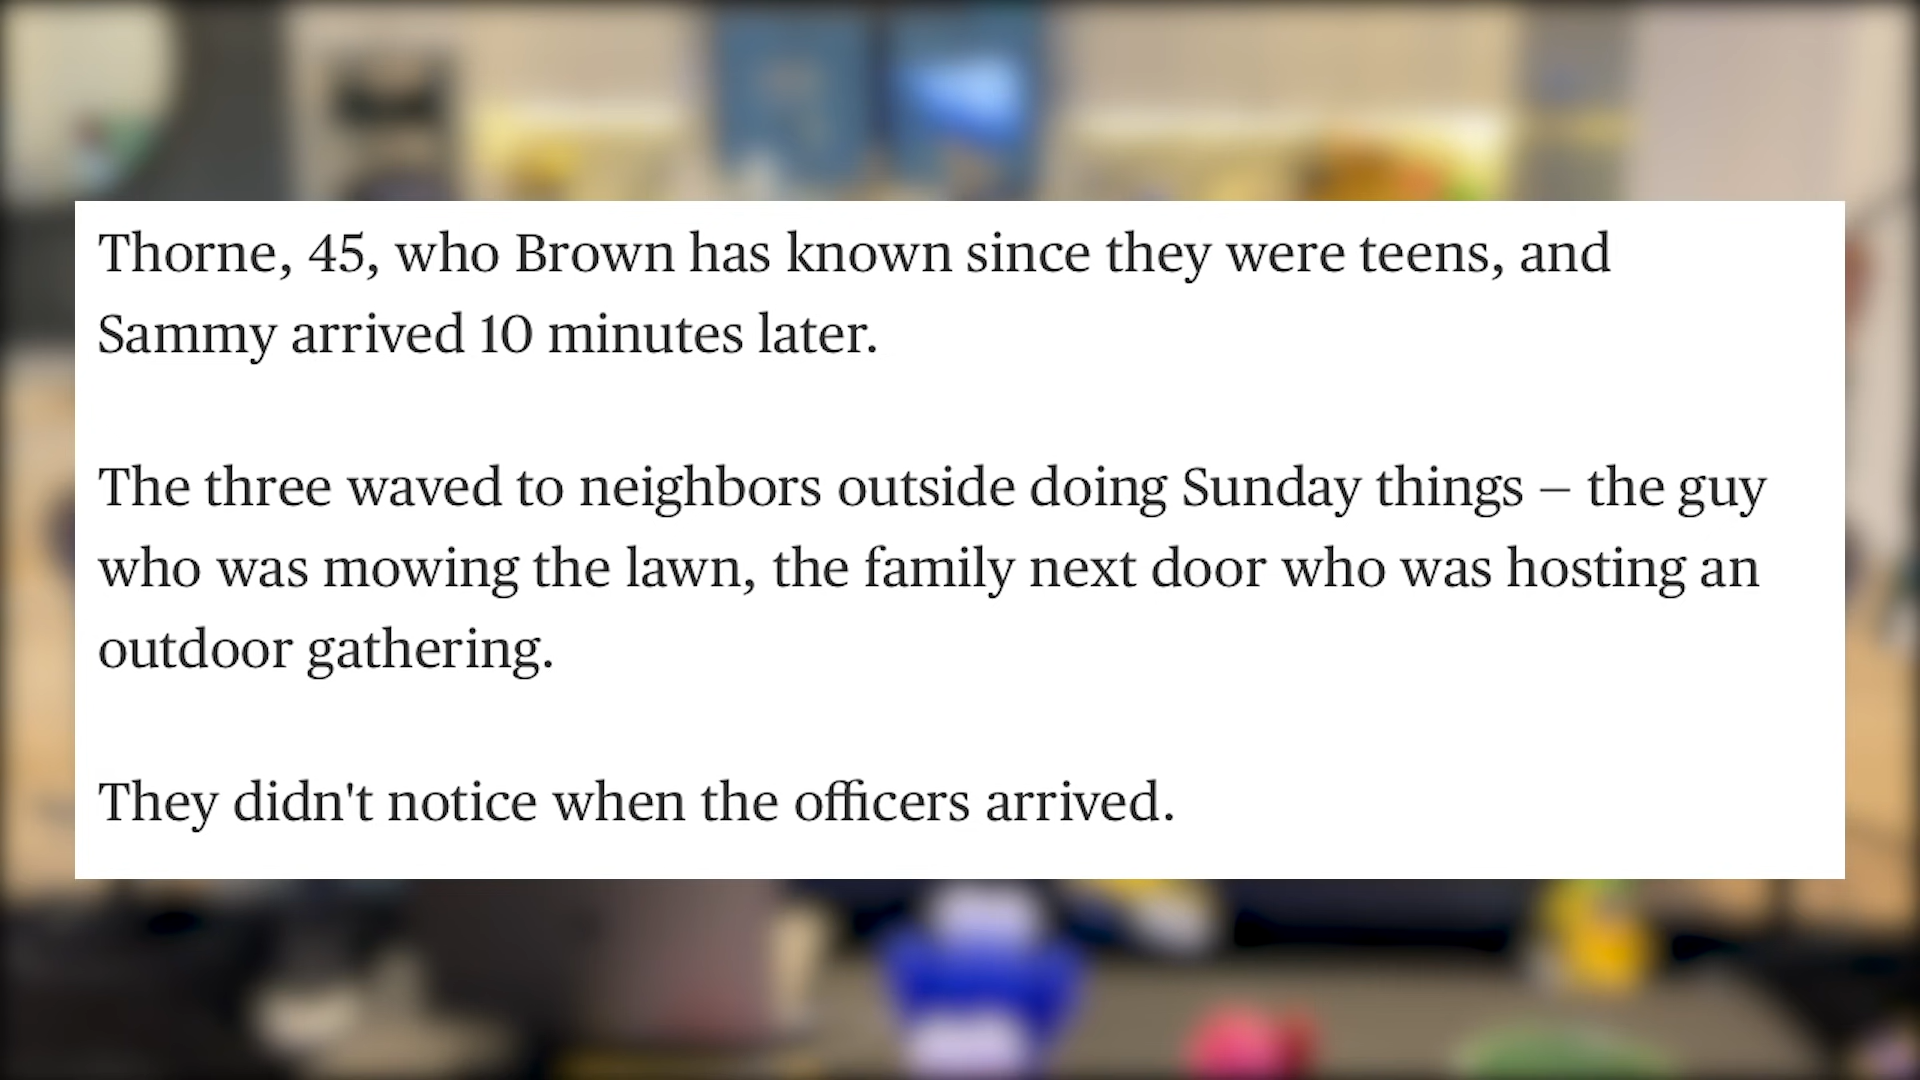 Thorne, 45, who Brown has known since they were teens, and
Sammy arrived 10 minutes later.
The three waved to neighbors outside doing Sunday things – the guy
who was mowing the lawn, the family next door who was hosting an
outdoor gathering.
They didn't notice when the officers arrived.